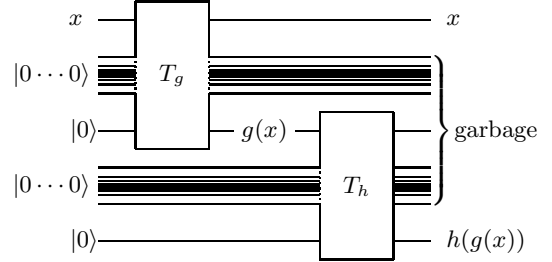 x x
|0⋯0⟩ T_g
|0⟩ g(x) garbage
|0⋯0⟩ T_h
|0⟩ h(g(x))